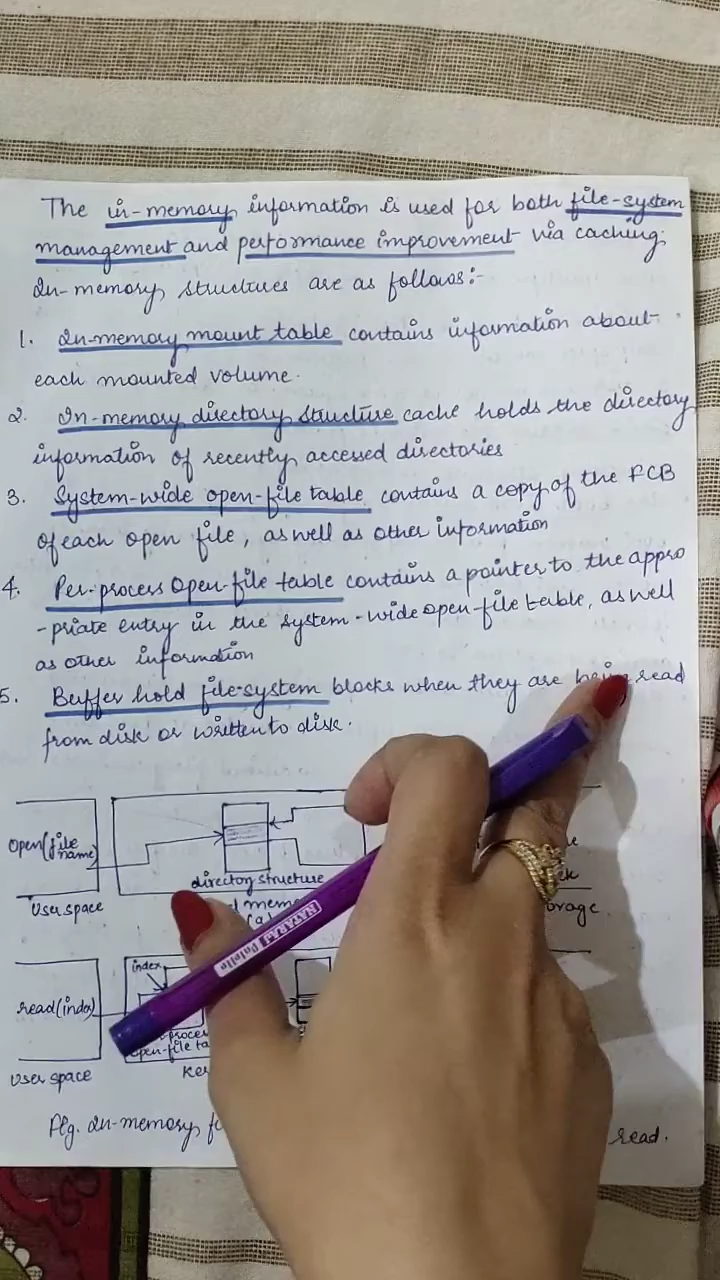 The in-memory information is used for both file-system
management and performance improvement via caching.
In-memory structures are as follows:-
1. In-memory mount table contains information about
each mounted volume.
2. In-memory directory structure cache holds the directory
information of recently accessed directories
3. System-wide open-file table contains a copy of the FCB
of each open file, as well as other information
4. Per-process open-file table contains a pointer to the appro
-priate entry in the system-wide open-file table, as well
as other information
5. Buffer hold file-system blocks when they are being read
from disk or written to disk.
open(file
name)
directory structure
User space
index
read(index)
User space
Fig. In-memory
read.
NATARAJ